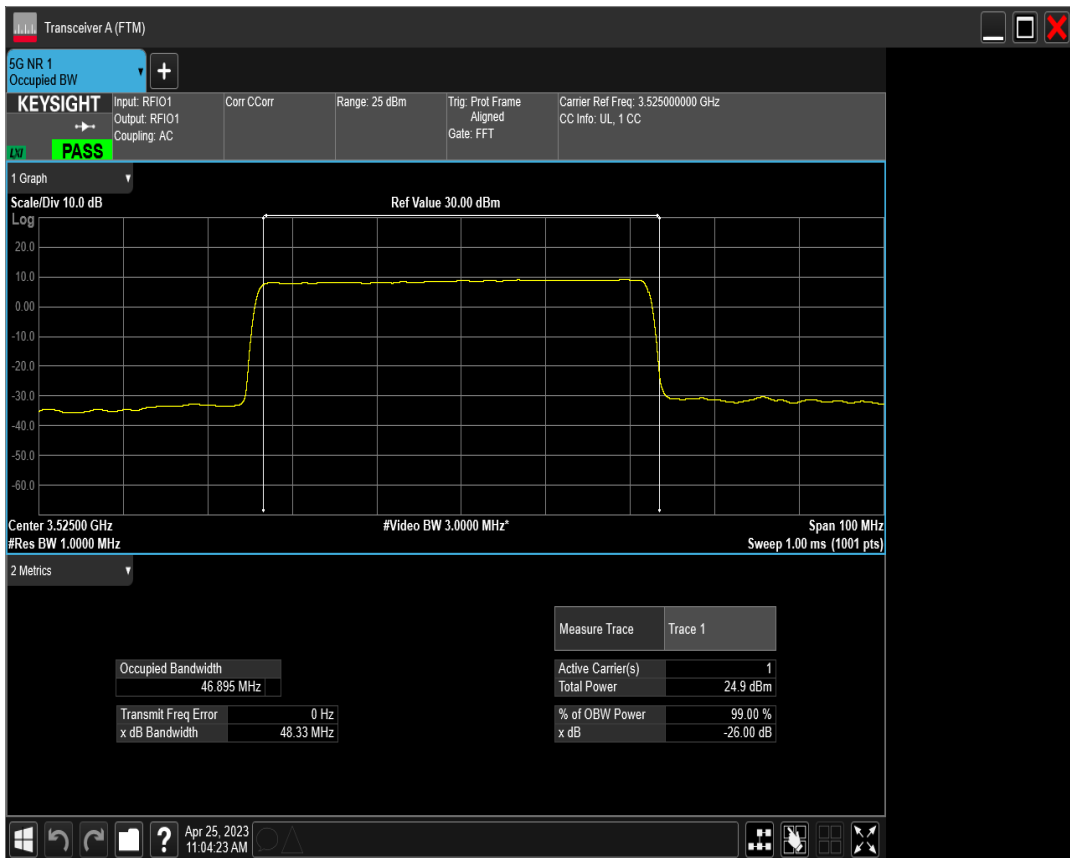 Transceiver A (FTM)
5G NR 1
Occupied BW
+
KEYSIGHT
LXI
PASS
Input: RFIO1
Output: RFIO1
Coupling: AC
Corr CCorr
Range: 25 dBm
Trig: Prot Frame
Aligned
Gate: FFT
Carrier Ref Freq: 3.525000000 GHz
CC Info: UL, 1 CC
1 Graph
Scale/Div 10.0 dB
Ref Value 30.00 dBm
Log
20.0
10.0
0.00
-10.0
-20.0
-30.0
-40.0
-50.0
-60.0
Center 3.52500 GHz
#Video BW 3.0000 MHz*
Span 100 MHz
#Res BW 1.0000 MHz
Sweep 1.00 ms (1001 pts)
2 Metrics
Measure Trace Trace 1
Occupied Bandwidth
46.895 MHz
Active Carrier(s) 1
Total Power 24.9 dBm
Transmit Freq Error 0 Hz
x dB Bandwidth 48.33 MHz
% of OBW Power 99.00 %
x dB -26.00 dB
?
Apr 25, 2023
11:04:23 AM